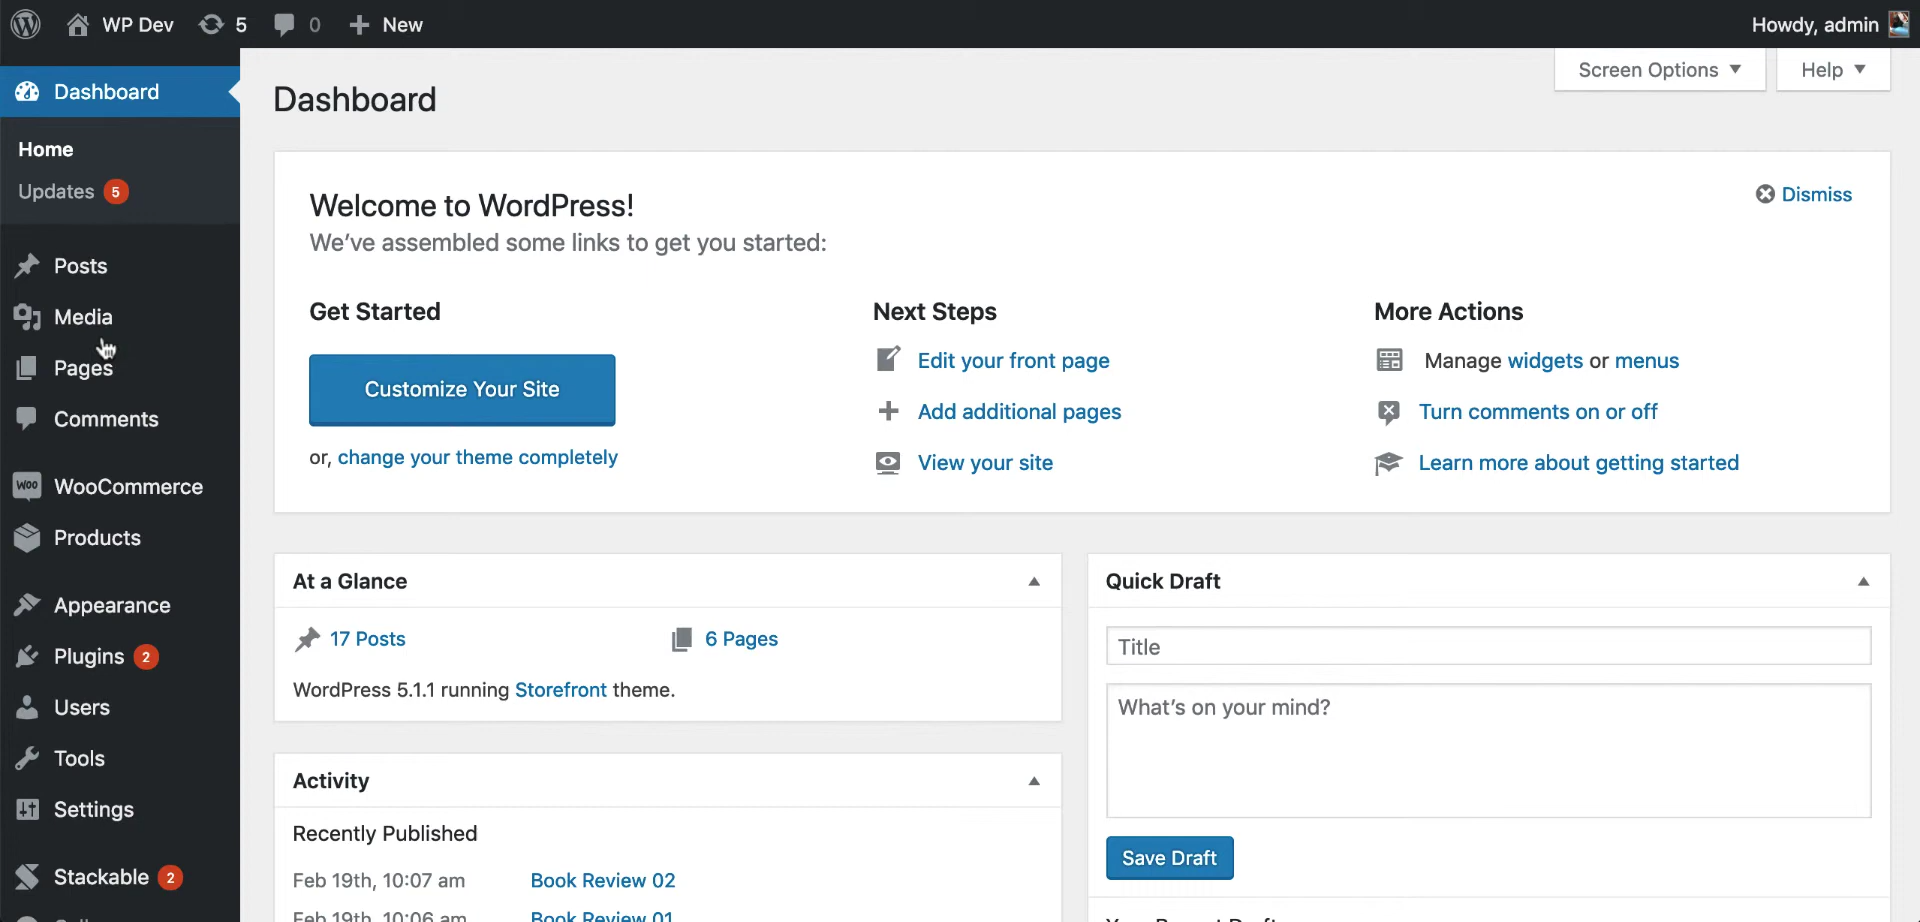 WP Dev 5 0 + New
Howdy, admin
Dashboard
Home
Updates 5
Posts
Media
Pages
Comments
WOO WooCommerce
Products
Appearance
Plugins 2
Users
Tools
Settings
Stackable 2
Screen Options ▼
Help ▼
Dashboard
Welcome to WordPress!
Dismiss
We've assembled some links to get you started:
Get Started
Customize Your Site
or, change your theme completely
Next Steps
Edit your front page
Add additional pages
View your site
More Actions
Manage widgets or menus
Turn comments on or off
Learn more about getting started
At a Glance
17 Posts
6 Pages
WordPress 5.1.1 running Storefront theme.
Activity
Recently Published
Feb 19th, 10:07 am Book Review 02
Feb 19th, 10:06 am Book Review 01
Quick Draft
Title
What's on your mind?
Save Draft